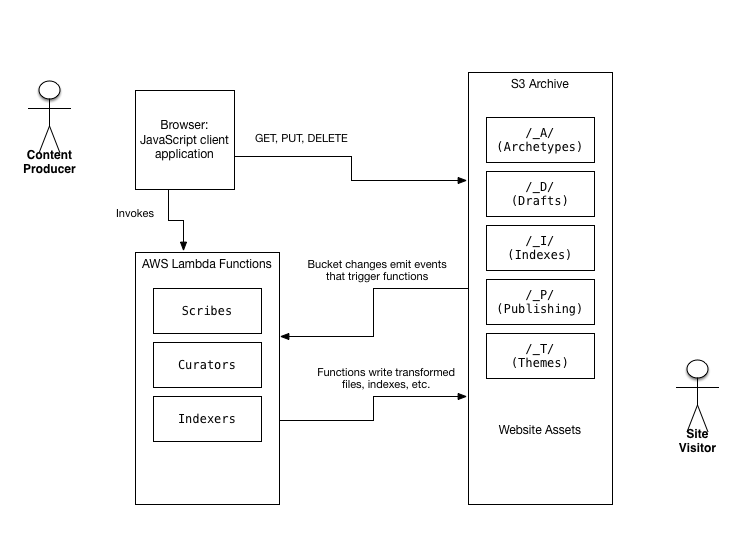 Content
Producer
Browser:
JavaScript client
application
GET, PUT, DELETE
Invokes
AWS Lambda Functions
Scribes
Curators
Indexers
Bucket changes emit events
that trigger functions
Functions write transformed
files, indexes, etc.
S3 Archive
/_A/
(Archetypes)
/_D/
(Drafts)
/_I/
(Indexes)
/_P/
(Publishing)
/_T/
(Themes)
Website Assets
Site
Visitor